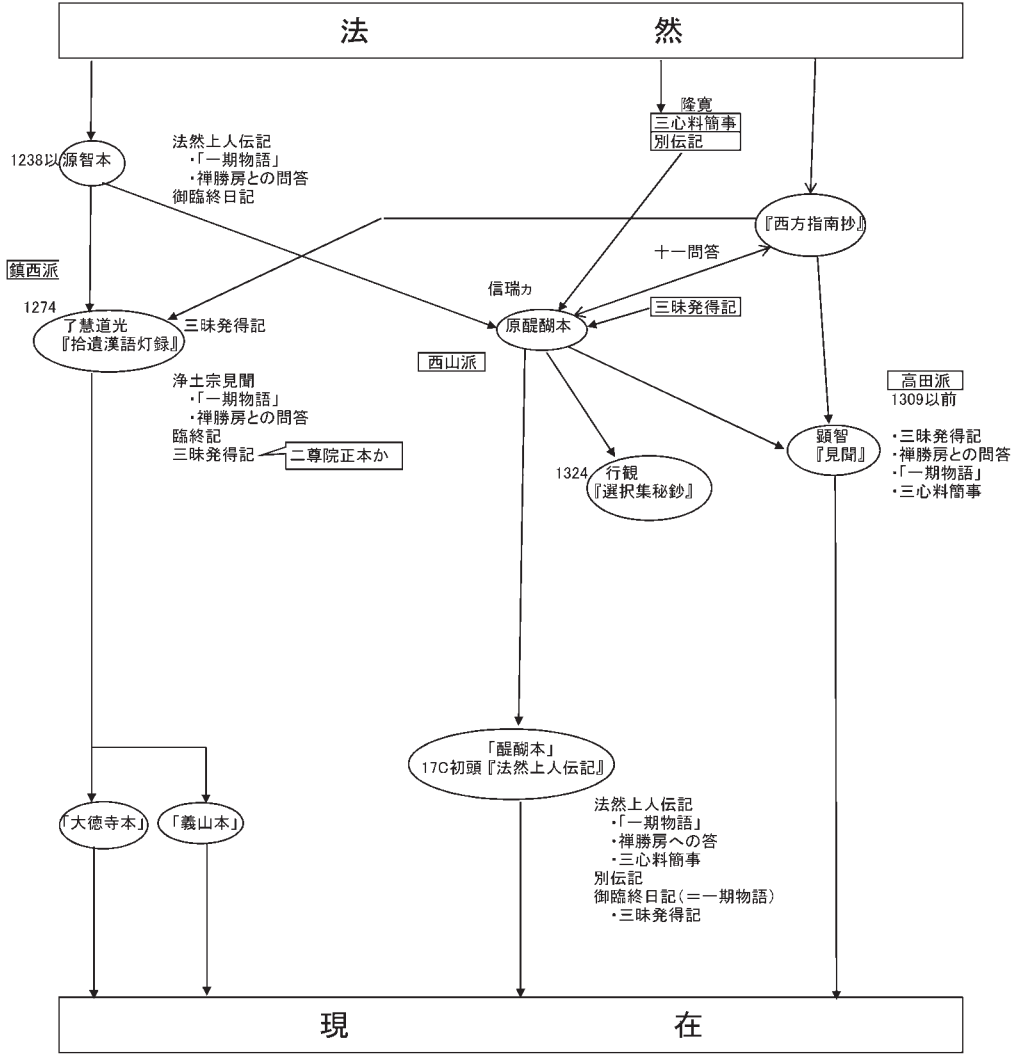 法　　然
隆寛
三心料簡事
別伝記
1238以
源智本
法然上人伝記
・「一期物語」
・禅勝房との問答
御臨終日記
『西方指南抄』
十一問答
鎮西派
1274
了慧道光
『拾遺漢語灯録』
三昧発得記
信瑞カ
原醍醐本
三昧発得記
西山派
浄土宗見聞
・「一期物語」
・禅勝房との問答
臨終記
三昧発得記
二尊院正本か
高田派
1309以前
顕智
『見聞』
・三昧発得記
・禅勝房との問答
・「一期物語」
・三心料簡事
1324
行観
『選択集秘鈔』
「醍醐本」
17C初頭『法然上人伝記』
「大徳寺本」
「義山本」
法然上人伝記
・「一期物語」
・禅勝房への答
・三心料簡事
別伝記
御臨終日記(＝一期物語)
・三昧発得記
現　　在